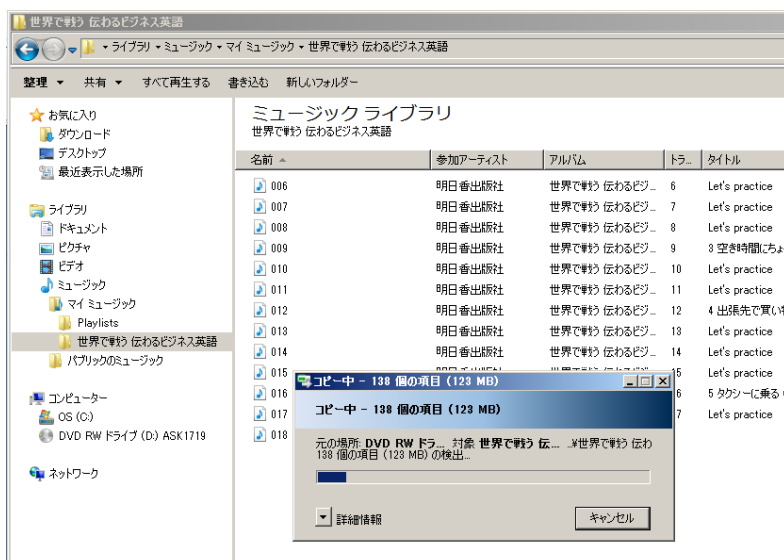 世界で戦う 伝わるビジネス英語
ライブラリ ミュージック マイ ミュージック 世界で戦う 伝わるビジネス英語
整理 共有 すべて再生する 書き込む 新しいフォルダー
お気に入り
ダウンロード
デスクトップ
最近表示した場所
ライブラリ
ドキュメント
ピクチャ
ビデオ
ミュージック
マイ ミュージック
Playlists
世界で戦う 伝わるビジネス英語
パブリックのミュージック
コンピューター
OS (C:)
DVD RW ドライブ (D:) ASK1719
ネットワーク
ミュージック ライブラリ
世界で戦う 伝わるビジネス英語
名前 参加アーティスト アルバム トラ... タイトル
006 明日香出版社 世界で戦う 伝わるビジ... 6 Let's practice
007 明日香出版社 世界で戦う 伝わるビジ... 7 Let's practice
008 明日香出版社 世界で戦う 伝わるビジ... 8 Let's practice
009 明日香出版社 世界で戦う 伝わるビジ... 9 3 空き時間にちょ
010 明日香出版社 世界で戦う 伝わるビジ... 10 Let's practice
011 明日香出版社 世界で戦う 伝わるビジ... 11 Let's practice
012 明日香出版社 世界で戦う 伝わるビジ... 12 4 出張先で買い
013 明日香出版社 世界で戦う 伝わるビジ... 13 Let's practice
014 明日香出版社 世界で戦う 伝わるビジ... 14 Let's practice
015 Let's practice
016 5 タクシーに乗る
017 Let's practice
018
コピー中 - 138 個の項目 (123 MB)
コピー中 - 138 個の項目 (123 MB)
元の場所: DVD RW ドラ... 対象: 世界で戦う 伝... ...¥世界で戦う 伝わ
138 個の項目 (123 MB) の検出...
詳細情報 キャンセル